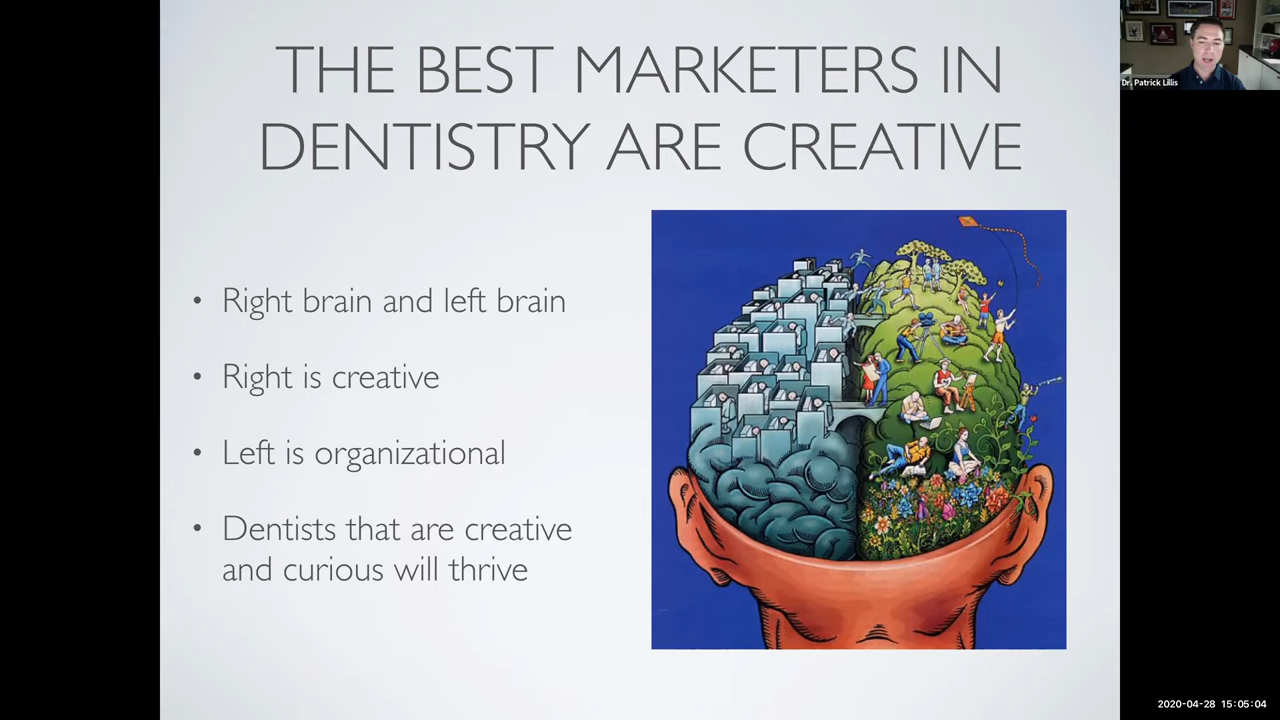 THE BEST MARKETERS IN
DENTISTRY ARE CREATIVE
• Right brain and left brain
• Right is creative
• Left is organizational
• Dentists that are creative
and curious will thrive
Dr. Patrick Lillis
2020-04-28 15:05:04